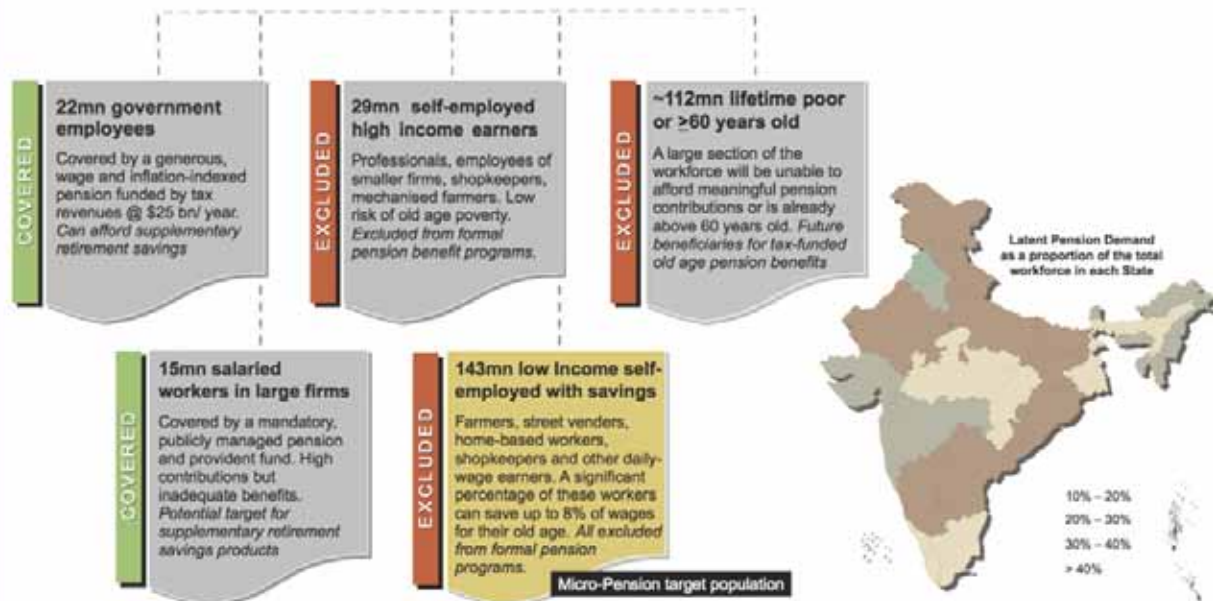 COVERED
22mn government
employees
Covered by a generous,
wage and inflation-indexed
pension funded by tax
revenues @ $25 bn/ year.
Can afford supplementary
retirement savings
EXCLUDED
29mn self-employed
high income earners
Professionals, employees of
smaller firms, shopkeepers,
mechanised farmers. Low
risk of old age poverty.
Excluded from formal
pension benefit programs.
EXCLUDED
~112mn lifetime poor
or ≥60 years old
A large section of the
workforce will be unable to
afford meaningful pension
contributions or is already
above 60 years old. Future
beneficiaries for tax-funded
old age pension benefits
COVERED
15mn salaried
workers in large firms
Covered by a mandatory,
publicly managed pension
and provident fund. High
contributions but
inadequate benefits.
Potential target for
supplementary retirement
savings products
EXCLUDED
143mn low Income self-
employed with savings
Farmers, street venders,
home-based workers,
shopkeepers and other daily-
wage earners. A significant
percentage of these workers
can save up to 8% of wages
for their old age. All excluded
from formal pension
programs.
Micro-Pension target population
Latent Pension Demand
as a proportion of the total
workforce in each State
10% – 20%
20% – 30%
30% – 40%
> 40%